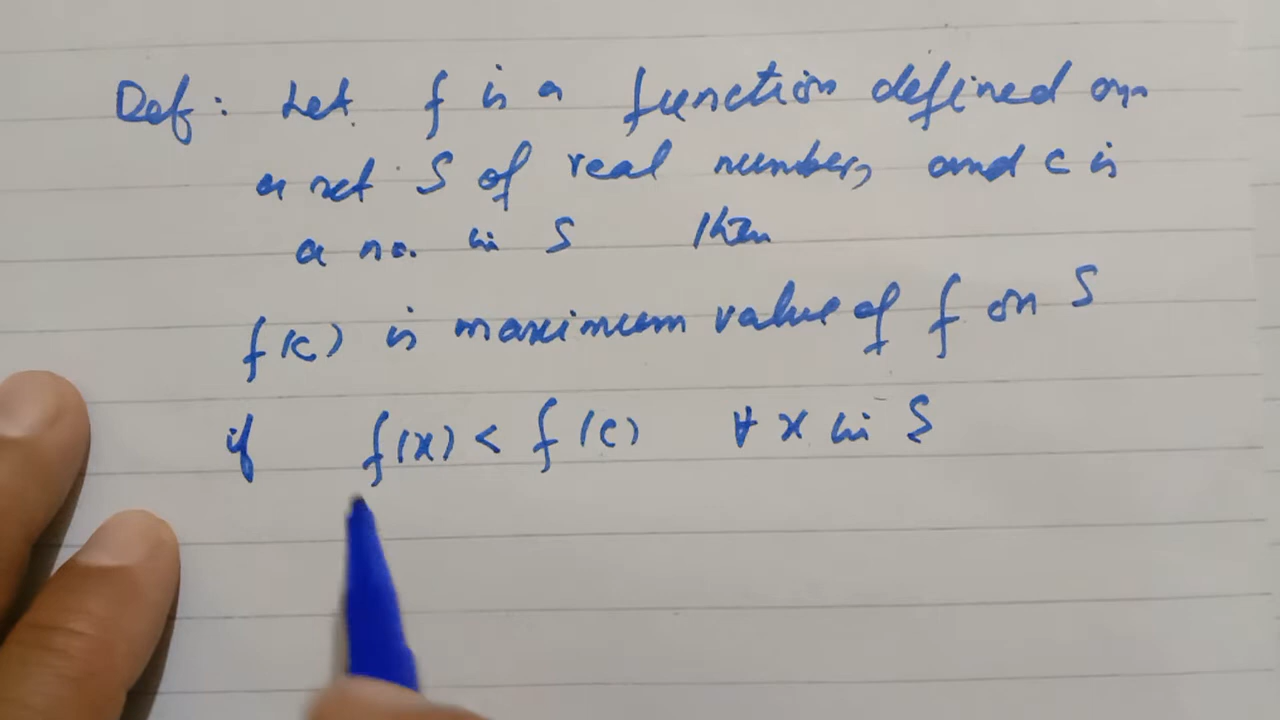 Def: Let f is a function defined on
a set S of real numbers, and c is
a no. in S then
f(c) is maximum value of f on S
if f(x) < f(c) ∀ x in S